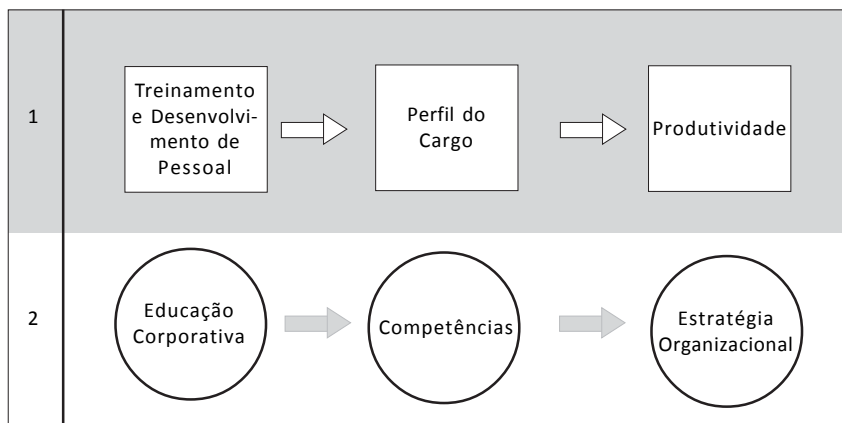 1
Treinamento
e Desenvolvi-
mento de
Pessoal
Perfil do
Cargo
Produtividade
2
Educação
Corporativa
Competências
Estratégia
Organizacional